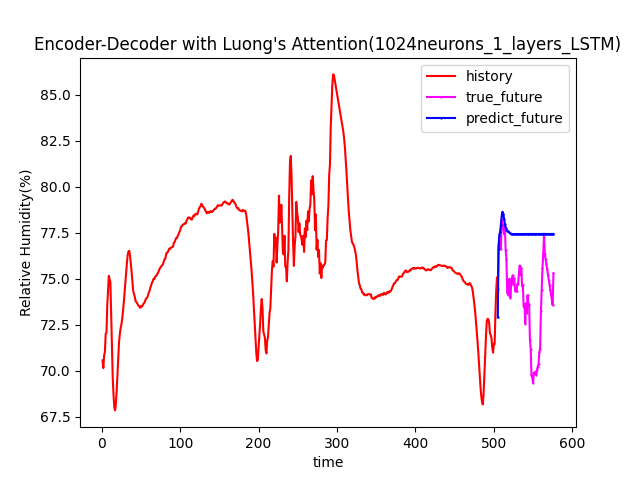 Encoder-Decoder with Luong's Attention(1024neurons_1_layers_LSTM)
history
true_future
predict_future
Relative Humidity(%)
85.0
82.5
80.0
77.5
75.0
72.5
70.0
67.5
0 100 200 300 400 500 600
time